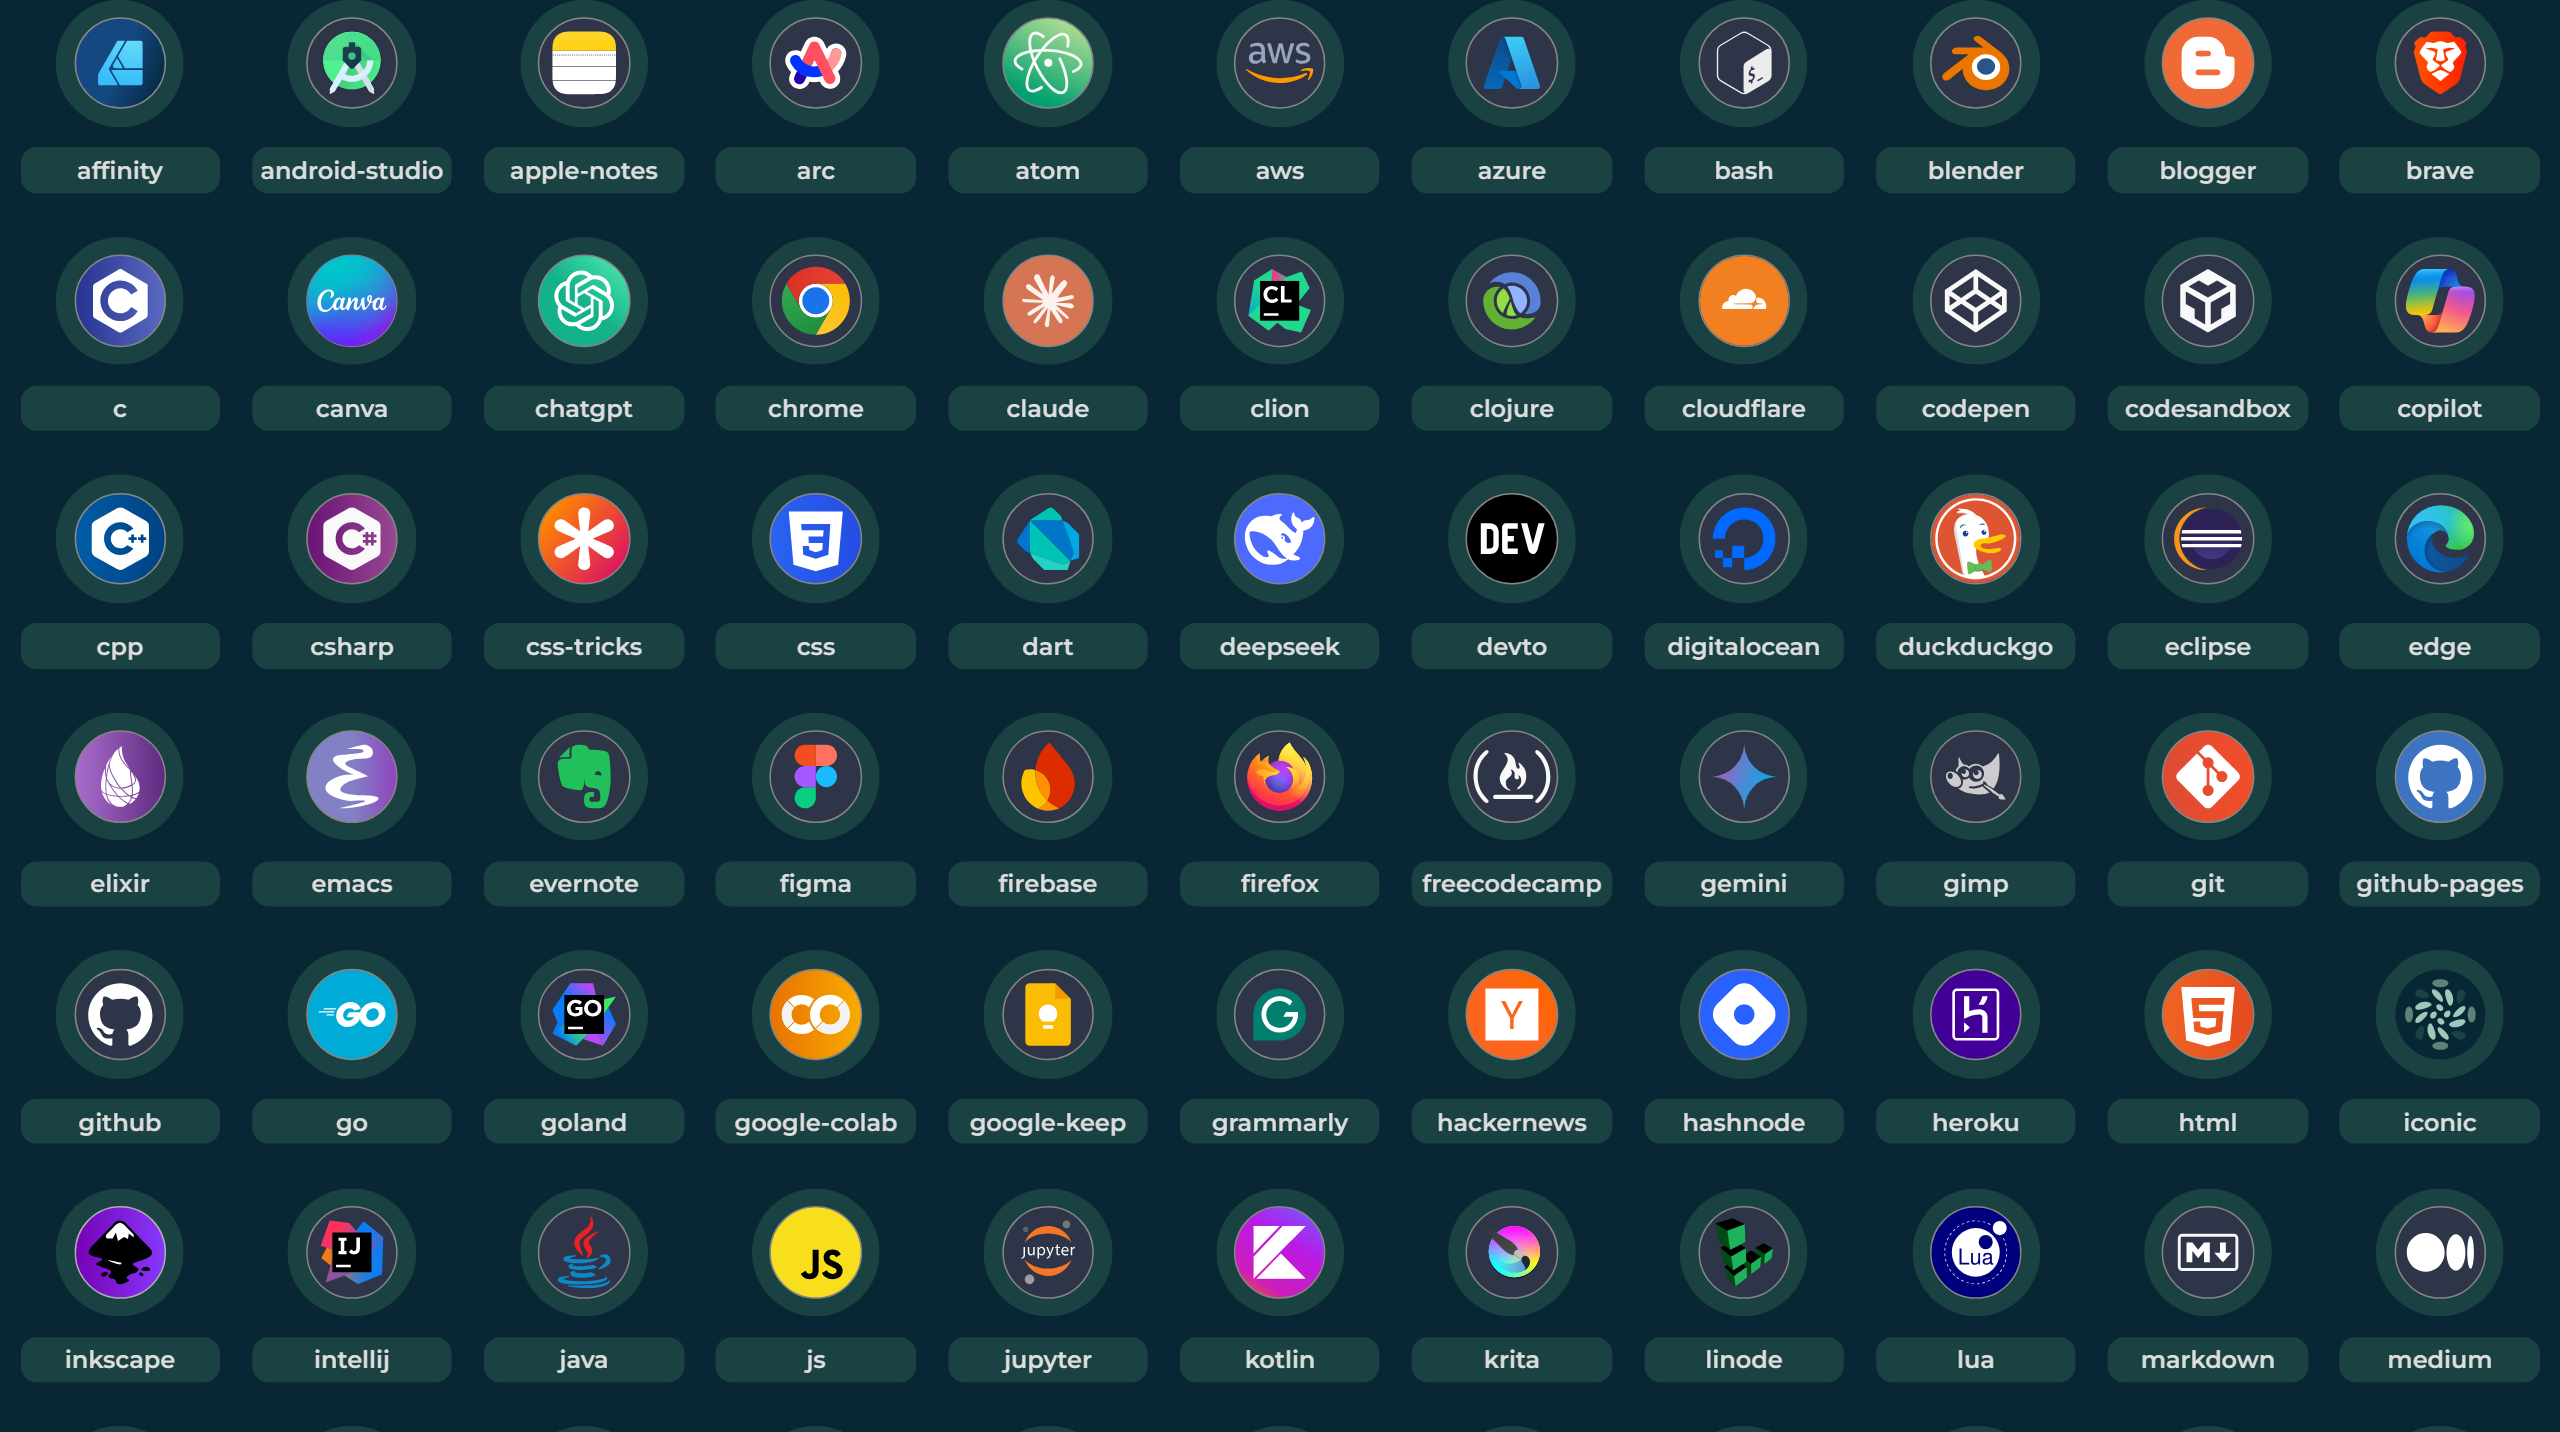 aws
$_
affinity android-studio apple-notes arc atom aws azure bash blender blogger brave
C Canva CL
c canva chatgpt chrome claude clion clojure cloudflare codepen codesandbox copilot
C++ C# 3 DEV
cpp csharp css-tricks css dart deepseek devto digitalocean duckduckgo eclipse edge
elixir emacs evernote figma firebase firefox freecodecamp gemini gimp git github-pages
GO GO CO G Y 5
github go goland google-colab google-keep grammarly hackernews hashnode heroku html iconic
IJ JS jupyter K Lua M
inkscape intellij java js jupyter kotlin krita linode lua markdown medium